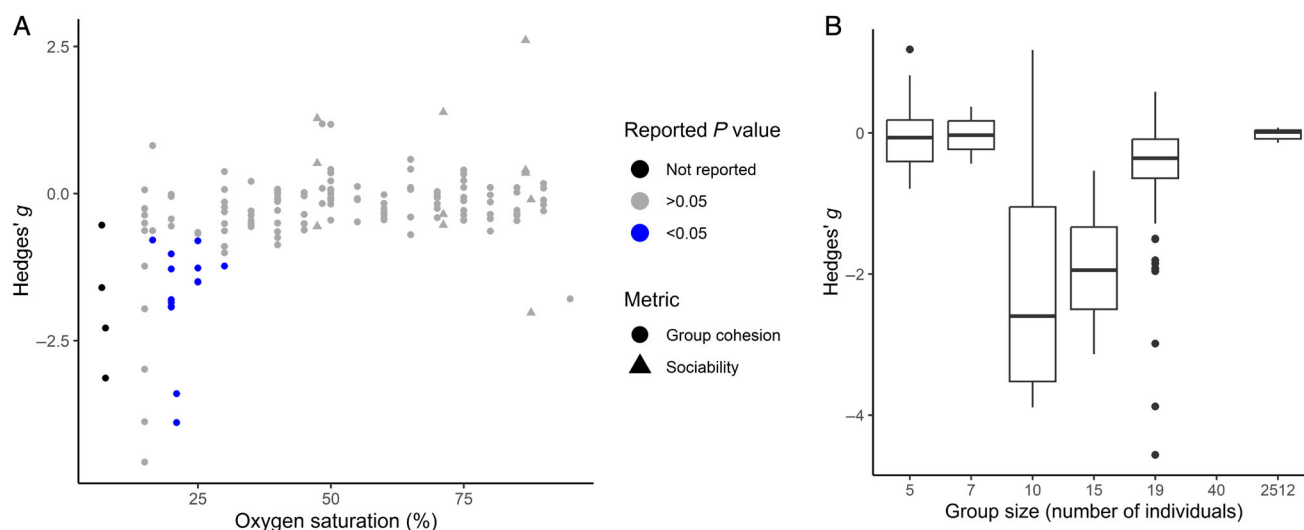 A
2.5
0.0
−2.5
Hedges' g
25
50
75
Oxygen saturation (%)
Reported P value
Not reported
>0.05
<0.05
Metric
Group cohesion
Sociability
B
0
−2
−4
Hedges' g
5
7
10
15
19
40
2512
Group size (number of individuals)